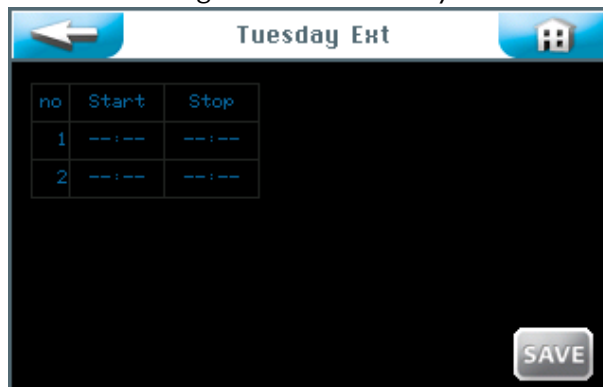 Tuesday Ext
no Start Stop
1 --:-- --:--
2 --:-- --:--
SAVE